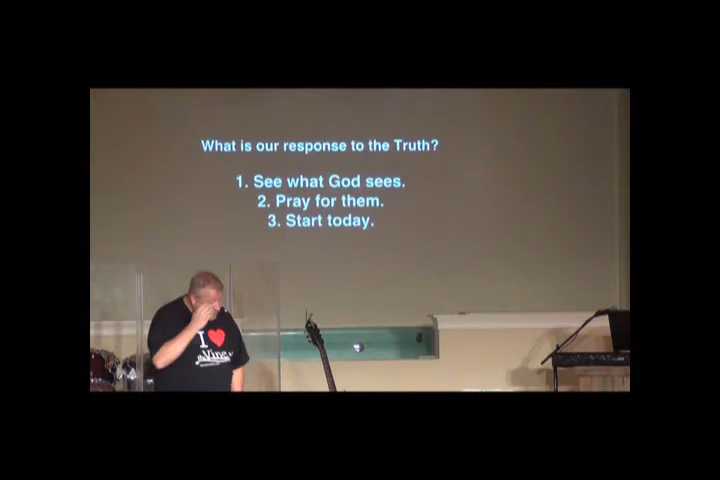 What is our response to the Truth?
1. See what God sees.
2. Pray for them.
3. Start today.
I
Vine